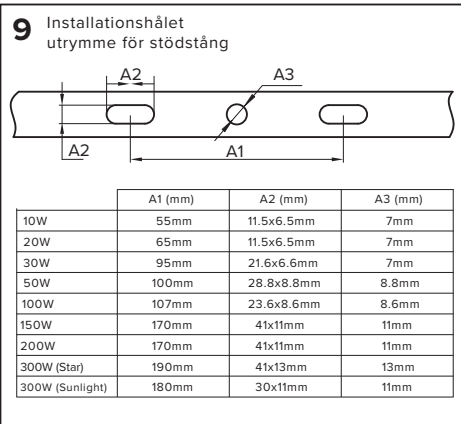 9 Installationshålet
utrymme för stödstång
A2 A3
A2 A1
A1 (mm) A2 (mm) A3 (mm)
10W 55mm 11.5x6.5mm 7mm
20W 65mm 11.5x6.5mm 7mm
30W 95mm 21.6x6.6mm 7mm
50W 100mm 28.8x8.8mm 8.8mm
100W 107mm 23.6x8.6mm 8.6mm
150W 170mm 41x11mm 11mm
200W 170mm 41x11mm 11mm
300W (Star) 190mm 41x13mm 13mm
300W (Sunlight) 180mm 30x11mm 11mm